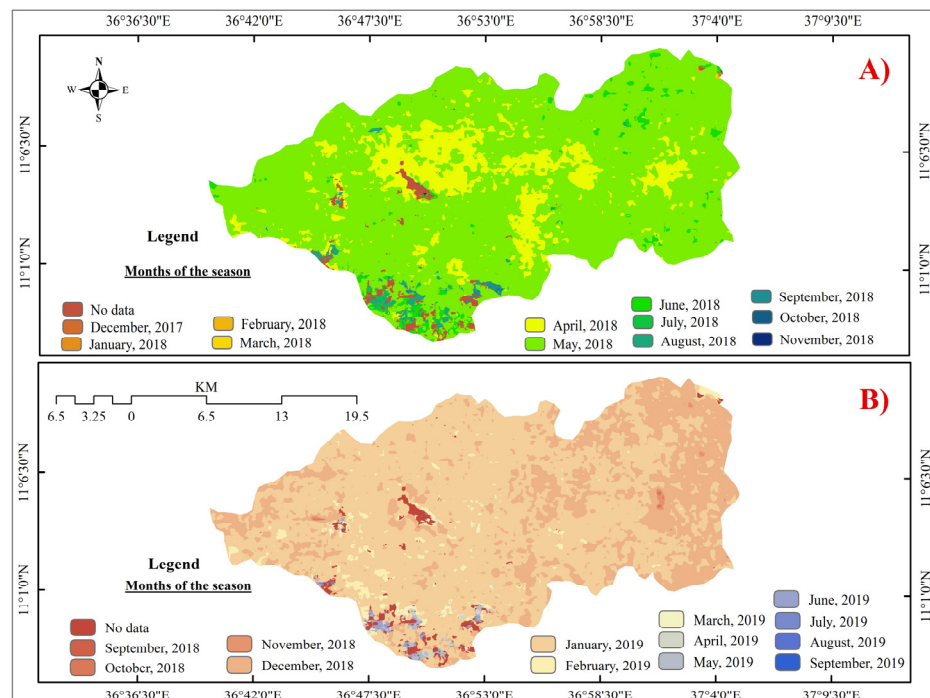 36°36'30"E 36°42'0"E 36°47'30"E 36°53'0"E 36°58'30"E 37°4'0"E 37°9'30"E
A)
N
W E
S
11°6'30"N 11°6'30"N
11°1'0"N 11°1'0"N
Legend
Months of the season
No data
December, 2017
January, 2018
February, 2018
March, 2018
April, 2018
May, 2018
June, 2018
July, 2018
August, 2018
September, 2018
October, 2018
November, 2018
B)
KM
6.5 3.25 0 6.5 13 19.5
11°6'30"N 11°6'30"N
11°1'0"N 11°1'0"N
Legend
Months of the season
No data
September, 2018
October, 2018
November, 2018
December, 2018
January, 2019
February, 2019
March, 2019
April, 2019
May, 2019
June, 2019
July, 2019
August, 2019
September, 2019
36°36'30"E 36°42'0"E 36°47'30"E 36°53'0"E 36°58'30"E 37°4'0"E 37°9'30"E